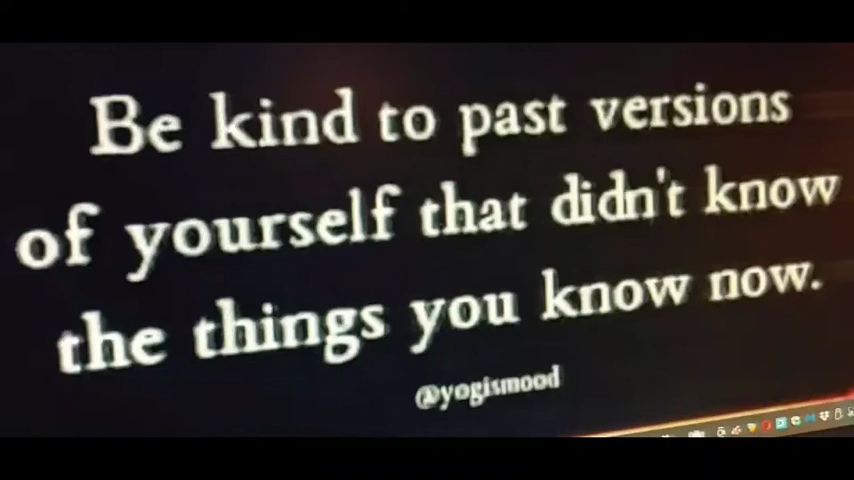 Be kind to past versions
of yourself that didn't know
the things you know now.
@yogismood